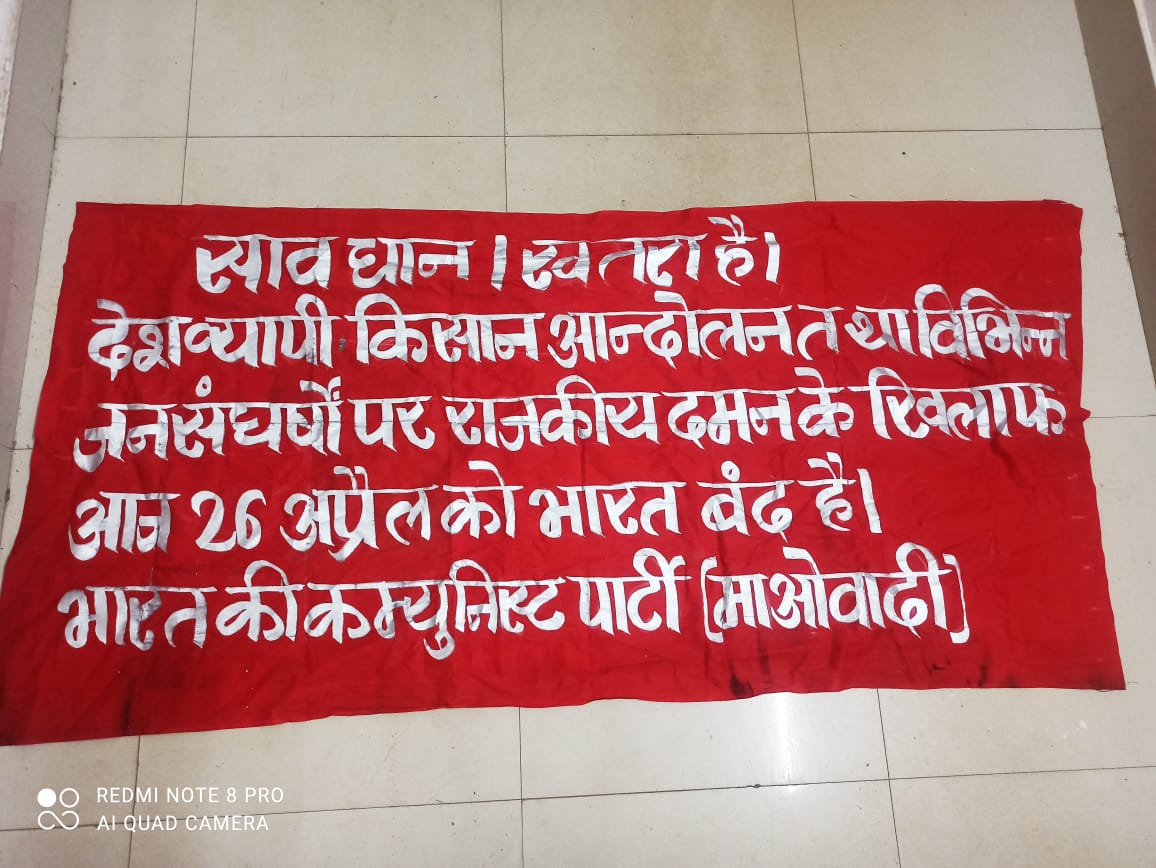 सावधान । खतरा है।
देशव्यापी किसान आन्दोलन तथा विभिन्न
जनसंघर्षों पर राजकीय दमन के खिलाफ
आज 26 अप्रैल को भारत बंद है।
भारत की कम्युनिस्ट पार्टी (माओवादी)
REDMI NOTE 8 PRO
AI QUAD CAMERA